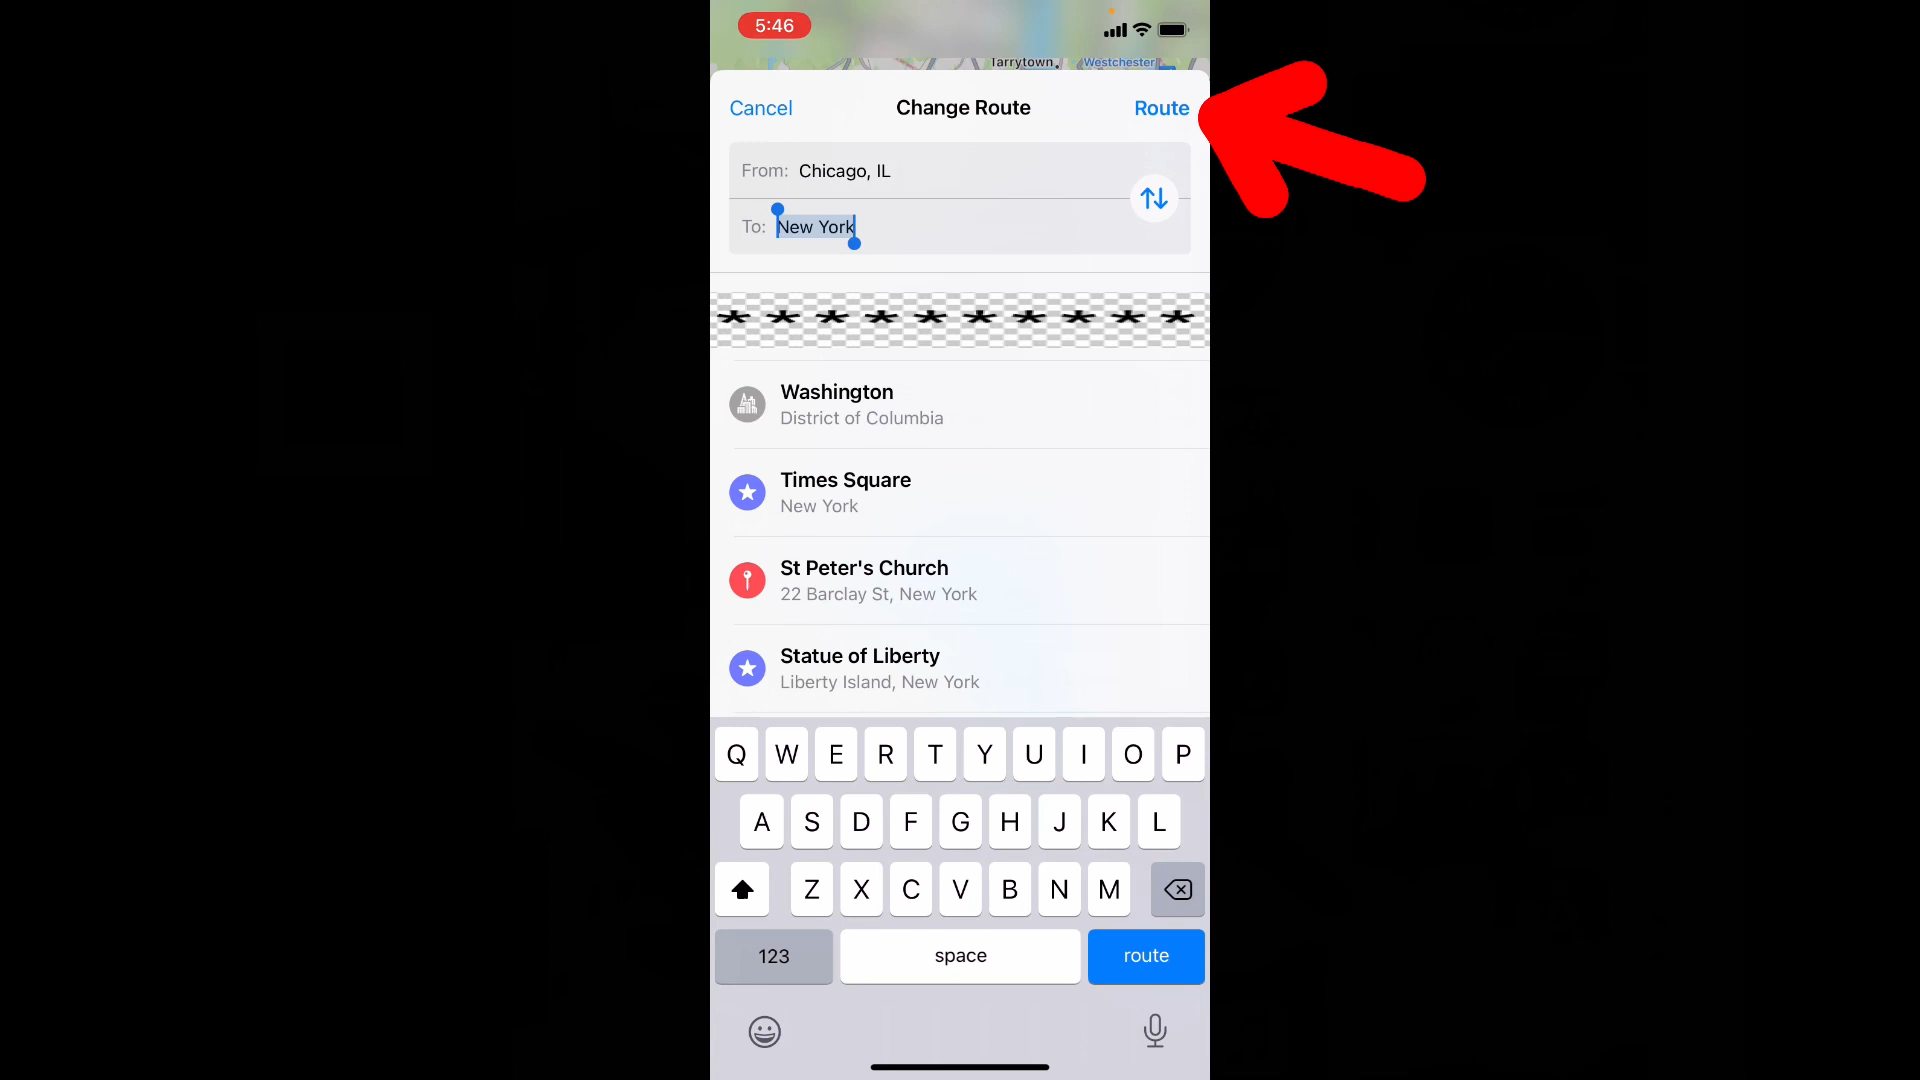 5:46
Tarrytown
Westchester
Cancel
Change Route
Route
From: Chicago, IL
To: New York
* * * * * * * * * *
Washington
District of Columbia
Times Square
New York
St Peter's Church
22 Barclay St, New York
Statue of Liberty
Liberty Island, New York
Q W E R T Y U I O P
A S D F G H J K L
Z X C V B N M
123
space
route